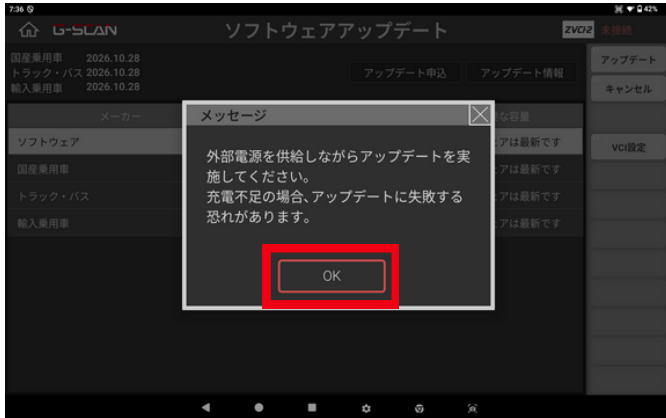 7:36
42%
G-SCAN
ソフトウェアアップデート
ZVCI2
未接続
国産乗用車 2026.10.28
トラック・バス 2026.10.28
輸入乗用車 2026.10.28
アップデート申込
アップデート情報
アップデート
キャンセル
VCI設定
メーカー
な容量
ソフトウェア
アは最新です
国産乗用車
トラック・バス
アは最新です
輸入乗用車
アは最新です
メッセージ
外部電源を供給しながらアップデートを実
施してください。
充電不足の場合、アップデートに失敗する
恐れがあります。
OK